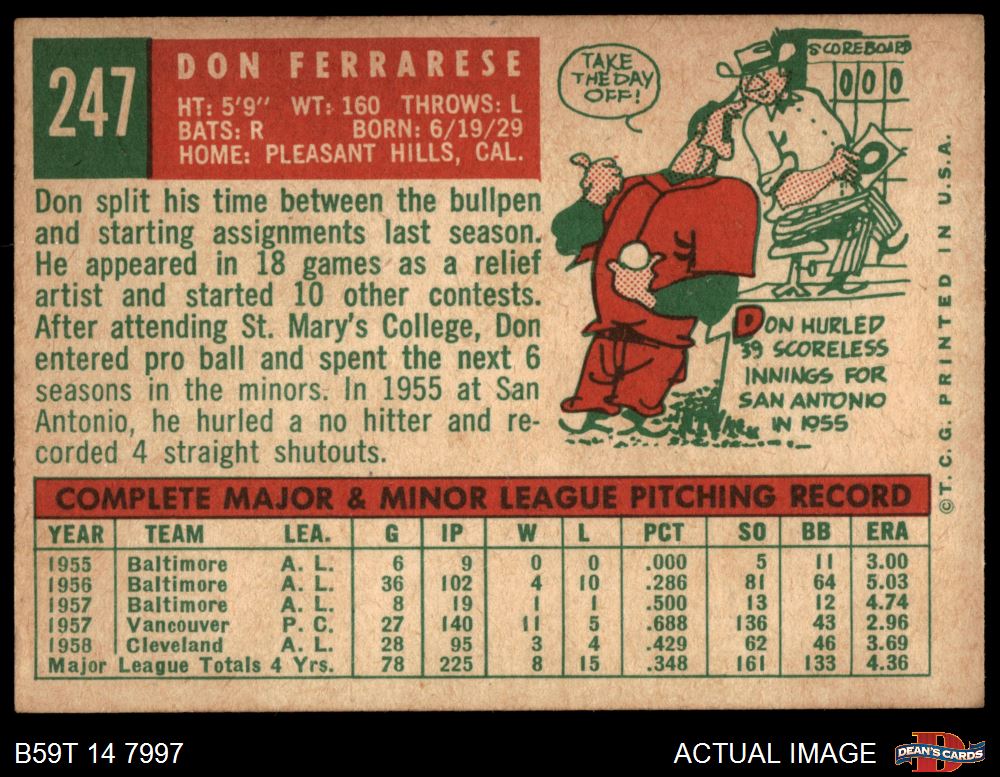 247
DON FERRARESE
HT: 5'9" WT: 160 THROWS: L
BATS: R BORN: 6/19/29
HOME: PLEASANT HILLS, CAL.
Don split his time between the bullpen
and starting assignments last season.
He appeared in 18 games as a relief
artist and started 10 other contests.
After attending St. Mary's College, Don
entered pro ball and spent the next 6
seasons in the minors. In 1955 at San
Antonio, he hurled a no hitter and re-
corded 4 straight shutouts.
TAKE
THE DAY
OFF!
SCOREBOARD
0 0 0
0
DON HURLED
39 SCORELESS
INNINGS FOR
SAN ANTONIO
IN 1955
© T. C. G. PRINTED IN U. S. A.
COMPLETE MAJOR & MINOR LEAGUE PITCHING RECORD
YEAR TEAM LEA. G IP W L PCT SO BB ERA
1955 Baltimore A. L. 6 9 0 0 .000 5 11 3.00
1956 Baltimore A. L. 36 102 4 10 .286 81 64 5.03
1957 Baltimore A. L. 8 19 1 1 .500 13 12 4.74
1957 Vancouver P. C. 27 140 11 5 .688 136 43 2.96
1958 Cleveland A. L. 28 95 3 4 .429 62 46 3.69
Major League Totals 4 Yrs. 78 225 8 15 .348 161 133 4.36
B59T 14 7997
ACTUAL IMAGE
D
DEAN'S CARDS